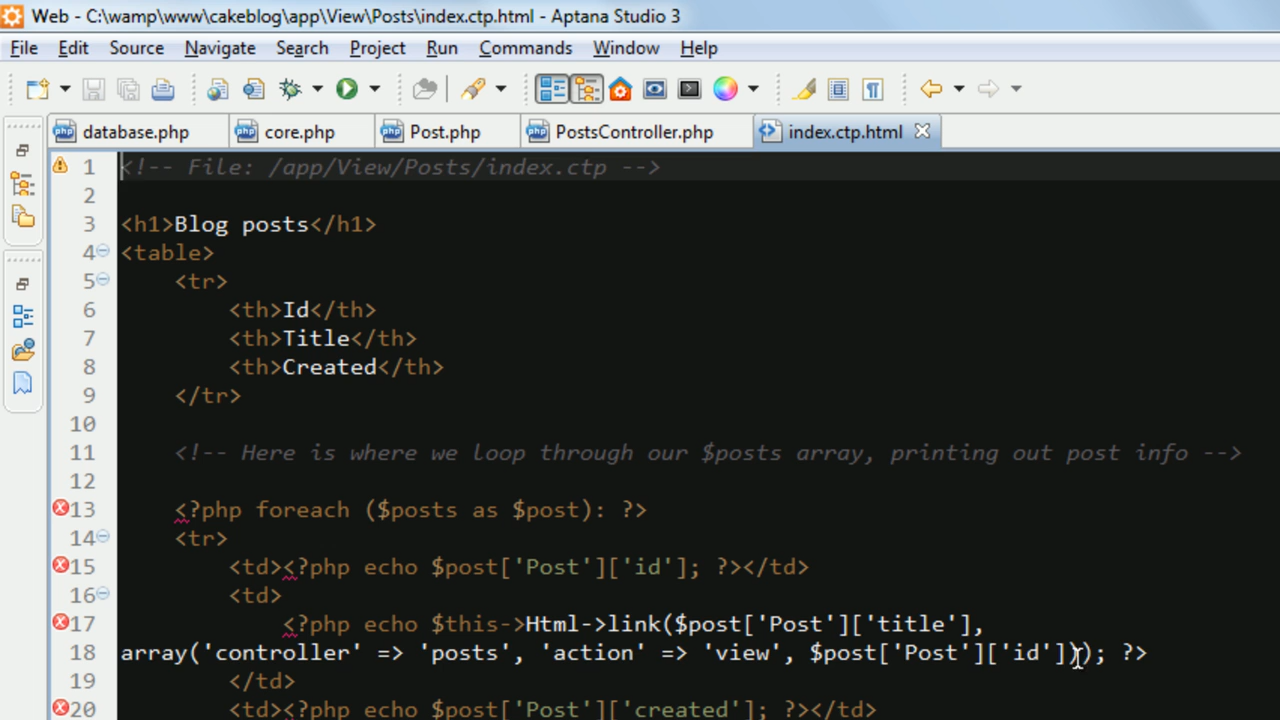 Web - C:\wamp\www\cakeblog\app\View\Posts\index.ctp.html - Aptana Studio 3
File Edit Source Navigate Search Project Run Commands Window Help
database.php core.php Post.php PostsController.php index.ctp.html
1 <!-- File: /app/View/Posts/index.ctp -->
2
3 <h1>Blog posts</h1>
4 <table>
5 <tr>
6 <th>Id</th>
7 <th>Title</th>
8 <th>Created</th>
9 </tr>
10
11 <!-- Here is where we loop through our $posts array, printing out post info -->
12
13 <?php foreach ($posts as $post): ?>
14 <tr>
15 <td><?php echo $post['Post']['id']; ?></td>
16 <td>
17 <?php echo $this->Html->link($post['Post']['title'],
18 array('controller' => 'posts', 'action' => 'view', $post['Post']['id'])); ?>
19 </td>
20 <td><?php echo $post['Post']['created']; ?></td>